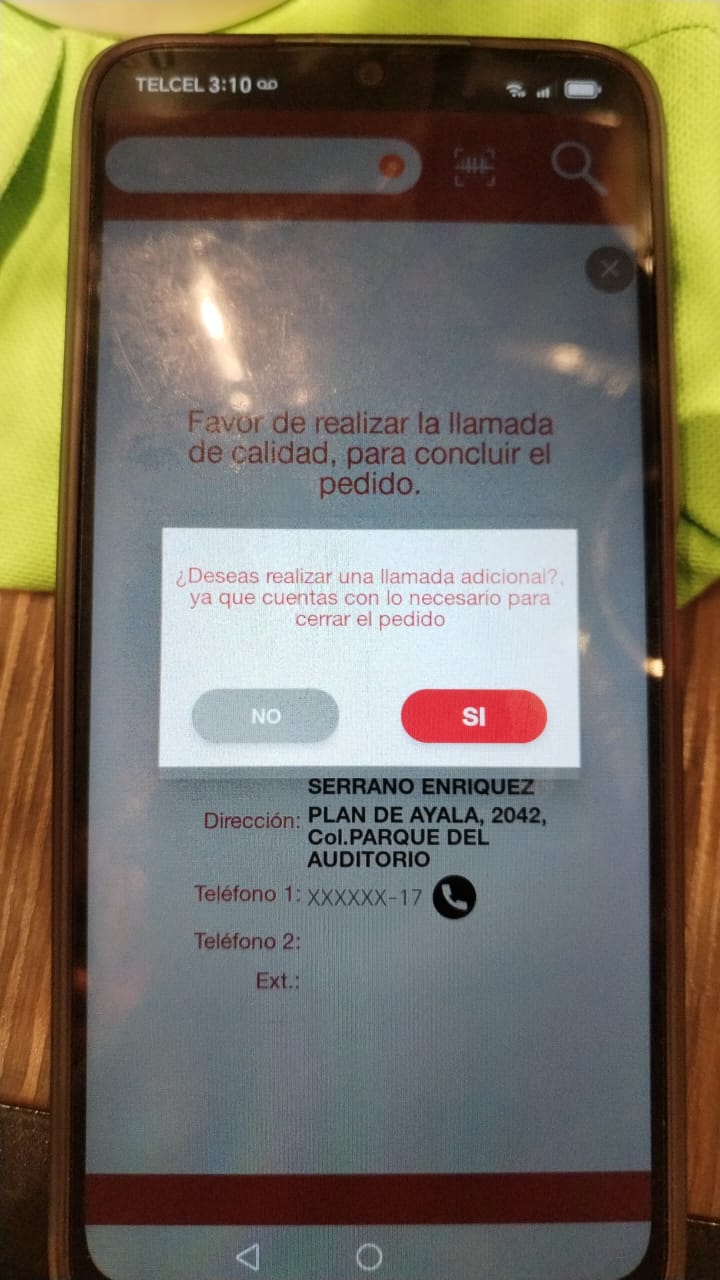 TELCEL 3:10
Favor de realizar la llamada
de calidad, para concluir el
pedido.
¿Deseas realizar una llamada adicional?,
ya que cuentas con lo necesario para
cerrar el pedido
NO
SI
SERRANO ENRIQUEZ
Dirección: PLAN DE AYALA, 2042,
Col.PARQUE DEL
AUDITORIO
Teléfono 1: XXXXXX-17
Teléfono 2:
Ext.: